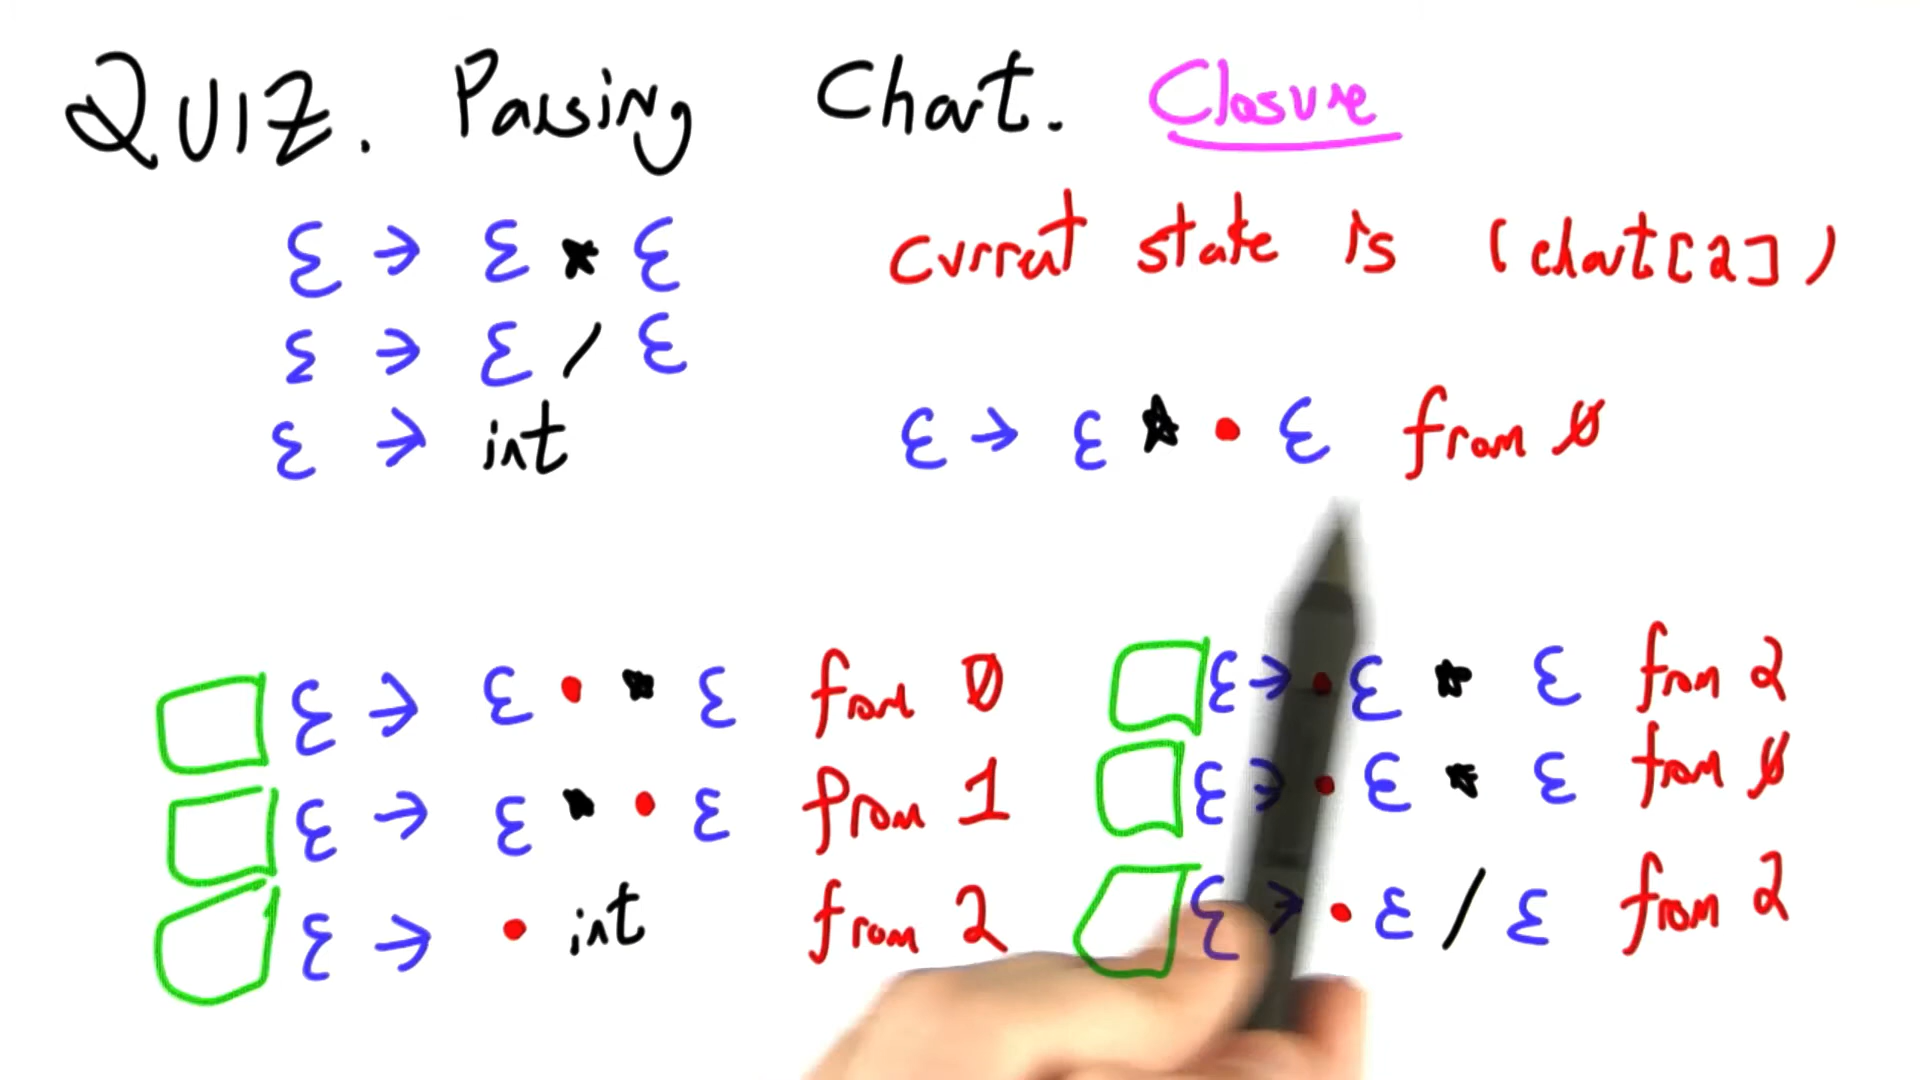 QUIZ. Parsing Chart. Closure
Ɛ → Ɛ * Ɛ
Ɛ → Ɛ / Ɛ
Ɛ → int
current state is (chart[2])
Ɛ → Ɛ * • Ɛ from 0
Ɛ → Ɛ • * Ɛ from 0
Ɛ → Ɛ * • Ɛ from 1
Ɛ → • int from 2
Ɛ → • Ɛ * Ɛ from 2
Ɛ → • Ɛ * Ɛ from 0
Ɛ → • Ɛ / Ɛ from 2